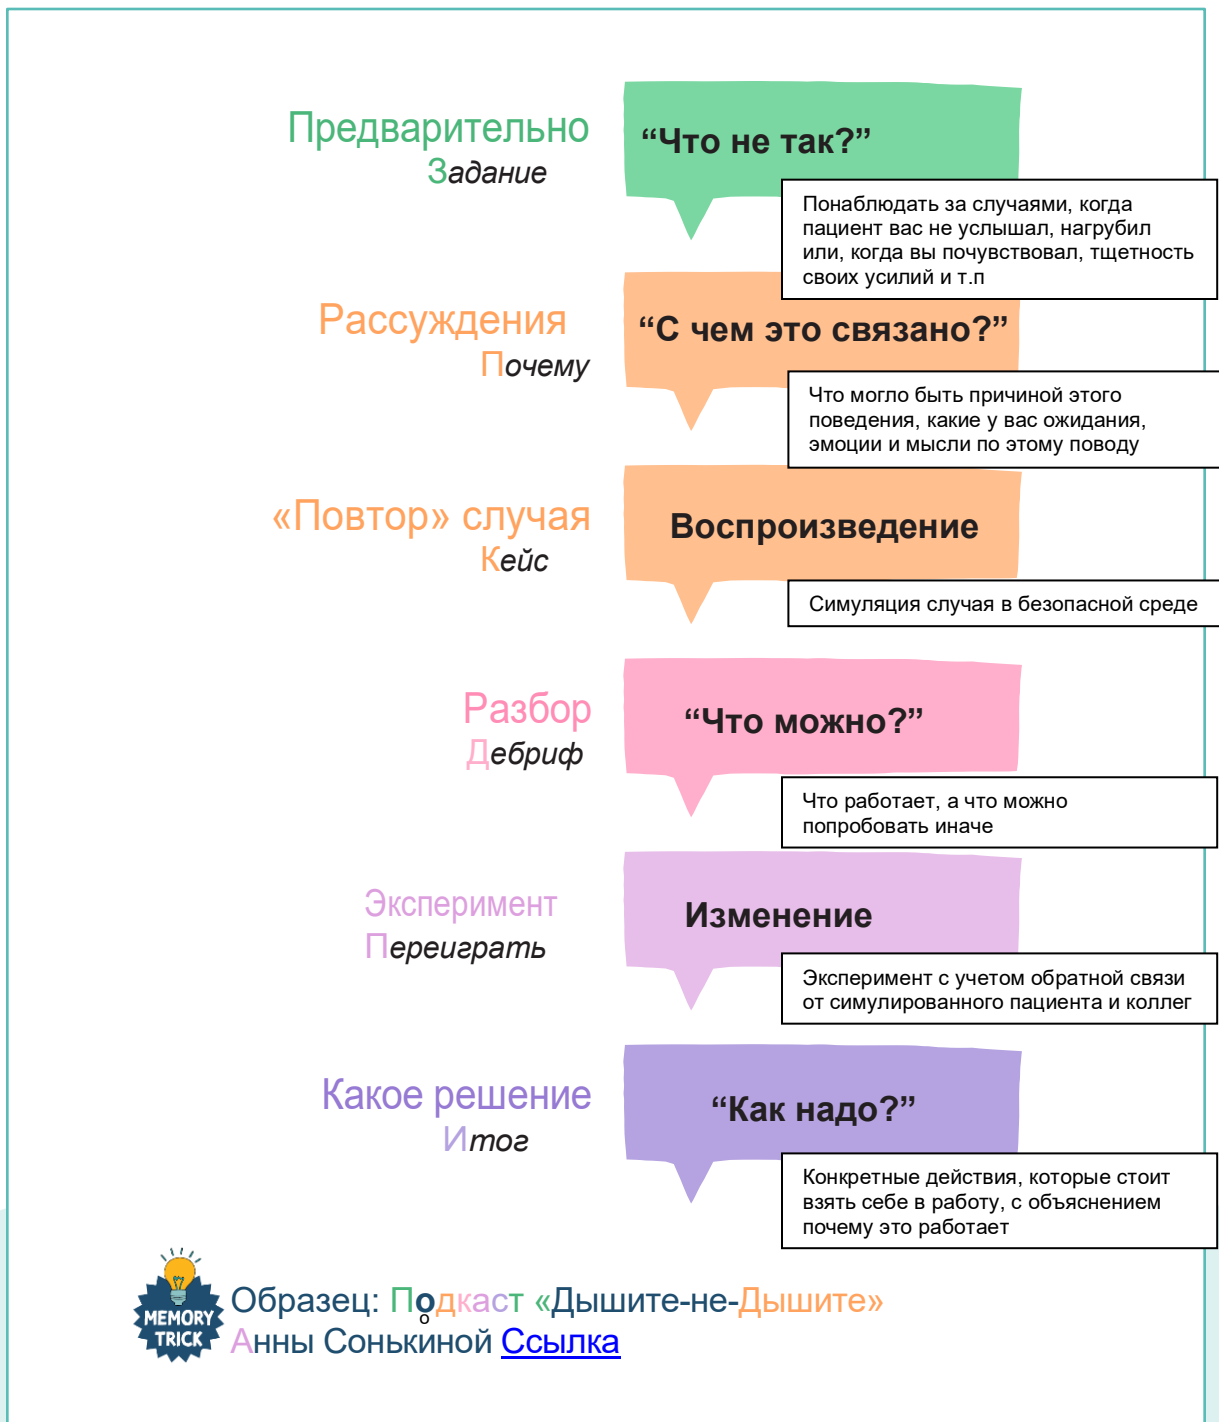 Предварительно
Задание
“Что не так?”
Понаблюдать за случаями, когда
пациент вас не услышал, нагрубил
или, когда вы почувствовал, тщетность
своих усилий и т.п
Рассуждения
Почему
“С чем это связано?”
Что могло быть причиной этого
поведения, какие у вас ожидания,
эмоции и мысли по этому поводу
«Повтор» случая
Кейс
Воспроизведение
Симуляция случая в безопасной среде
Разбор
Дебриф
“Что можно?”
Что работает, а что можно
попробовать иначе
Эксперимент
Переиграть
Изменение
Эксперимент с учетом обратной связи
от симулированного пациента и коллег
Какое решение
Итог
“Как надо?”
Конкретные действия, которые стоит
взять себе в работу, с объяснением
почему это работает
MEMORY
TRICK
Образец: Подкаст «Дышите-не-Дышите»
о
Анны Сонькиной Ссылка